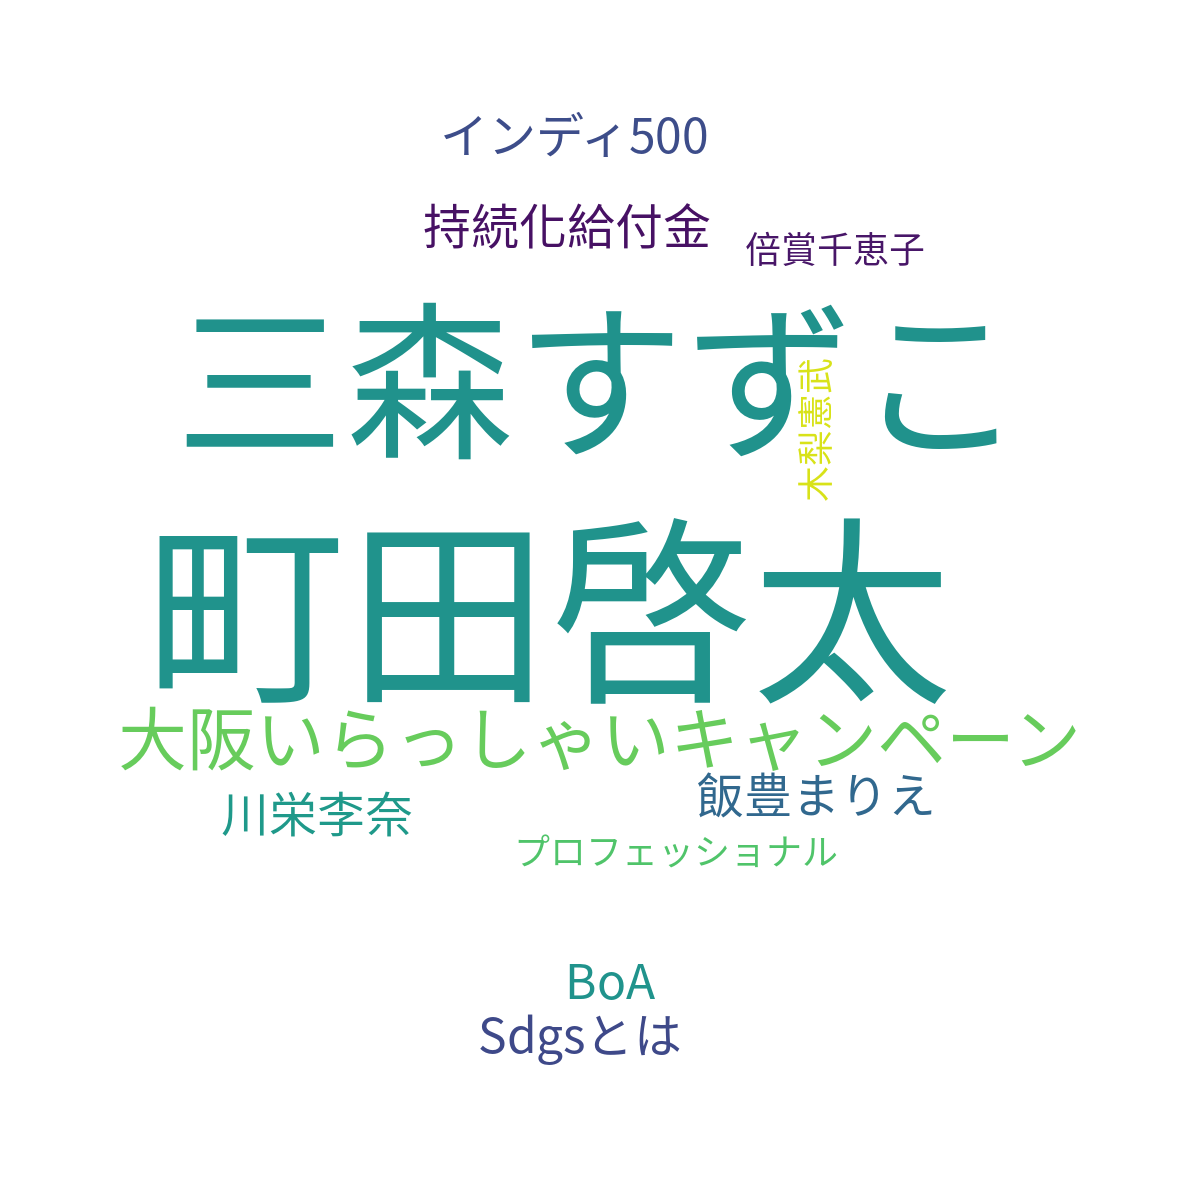 インディ500
持続化給付金
倍賞千恵子
三森すずこ
木梨憲武
町田啓太
大阪いらっしゃいキャンペーン
飯豊まりえ
川栄李奈
プロフェッショナル
BoA
Sdgsとは